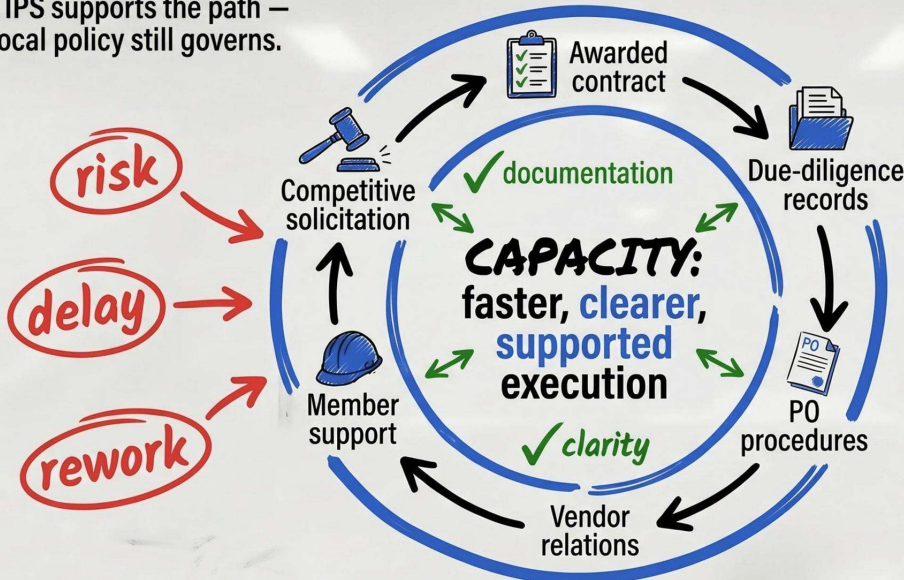 IPS supports the path —
ocal policy still governs.
Awarded
contract
Due-diligence
records
PO
PO
procedures
Vendor
relations
Member
support
Competitive
solicitation
risk
delay
rework
✓ documentation
CAPACITY:
faster, clearer,
supported
execution
✓ clarity